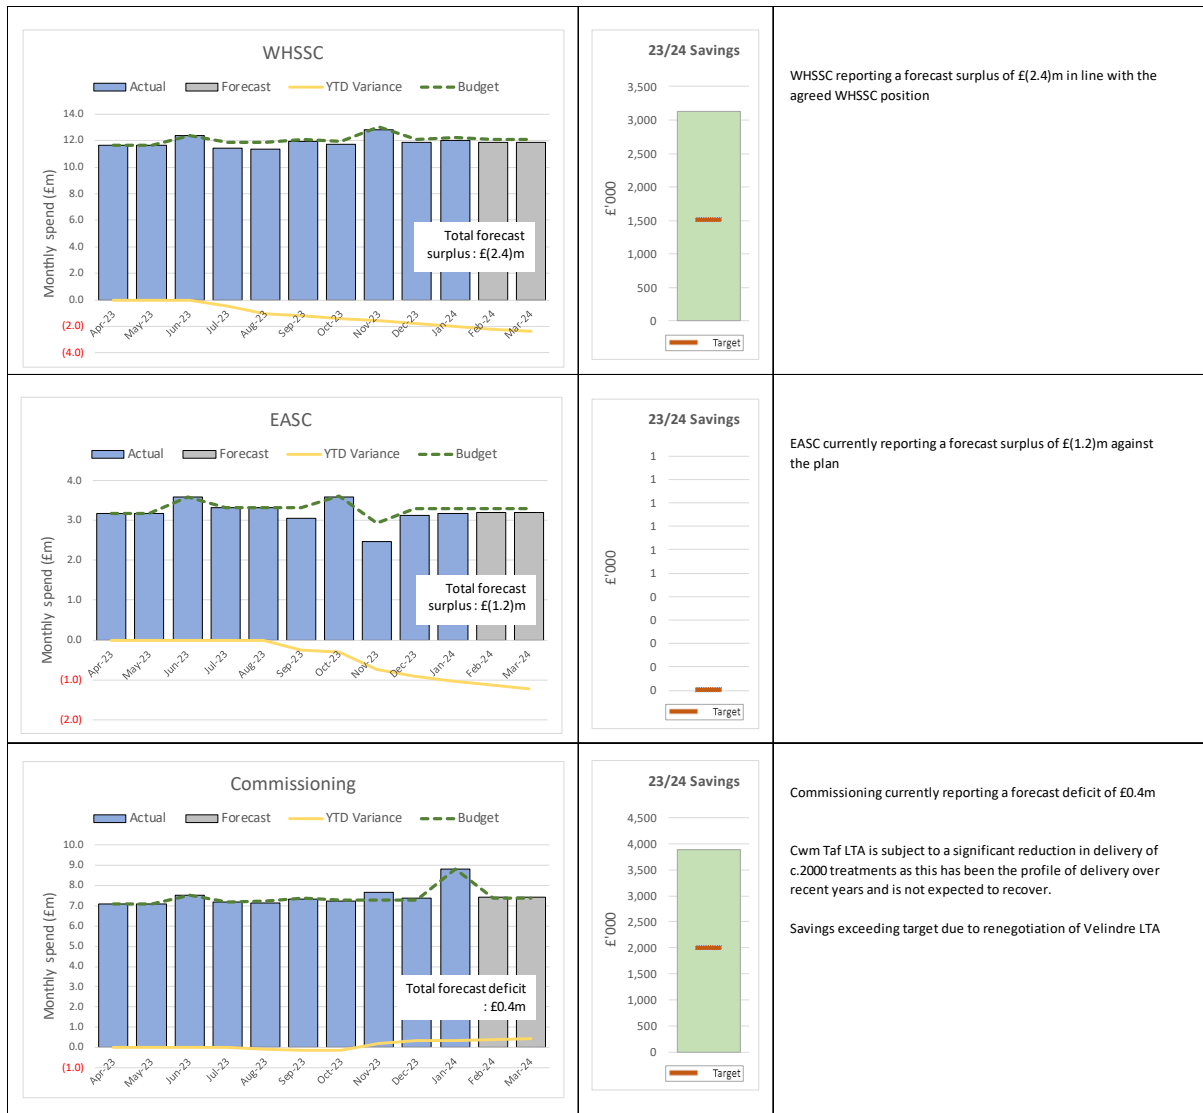 WHSSC
Actual Forecast YTD Variance Budget
Monthly spend (£m)
14.0
12.0
10.0
8.0
6.0
4.0
2.0
0.0
(2.0)
(4.0)
Total forecast
surplus : £(2.4)m
Apr-23 May-23 Jun-23 Jul-23 Aug-23 Sep-23 Oct-23 Nov-23 Dec-23 Jan-24 Feb-24 Mar-24
23/24 Savings
£'000
3,500
3,000
2,500
2,000
1,500
1,000
500
0
Target
WHSSC reporting a forecast surplus of £(2.4)m in line with the
agreed WHSSC position
EASC
Actual Forecast YTD Variance Budget
Monthly spend (£m)
4.0
3.0
2.0
1.0
0.0
(1.0)
(2.0)
Total forecast
surplus : £(1.2)m
Apr-23 May-23 Jun-23 Jul-23 Aug-23 Sep-23 Oct-23 Nov-23 Dec-23 Jan-24 Feb-24 Mar-24
23/24 Savings
£'000
1
1
1
1
1
1
0
0
0
0
0
Target
EASC currently reporting a forecast surplus of £(1.2)m against
the plan
Commissioning
Actual Forecast YTD Variance Budget
Monthly spend (£m)
10.0
9.0
8.0
7.0
6.0
5.0
4.0
3.0
2.0
1.0
0.0
(1.0)
Total forecast deficit
: £0.4m
Apr-23 May-23 Jun-23 Jul-23 Aug-23 Sep-23 Oct-23 Nov-23 Dec-23 Jan-24 Feb-24 Mar-24
23/24 Savings
£'000
4,500
4,000
3,500
3,000
2,500
2,000
1,500
1,000
500
0
Target
Commissioning currently reporting a forecast deficit of £0.4m
Cwm Taf LTA is subject to a significant reduction in delivery of
c.2000 treatments as this has been the profile of delivery over
recent years and is not expected to recover.
Savings exceeding target due to renegotiation of Velindre LTA